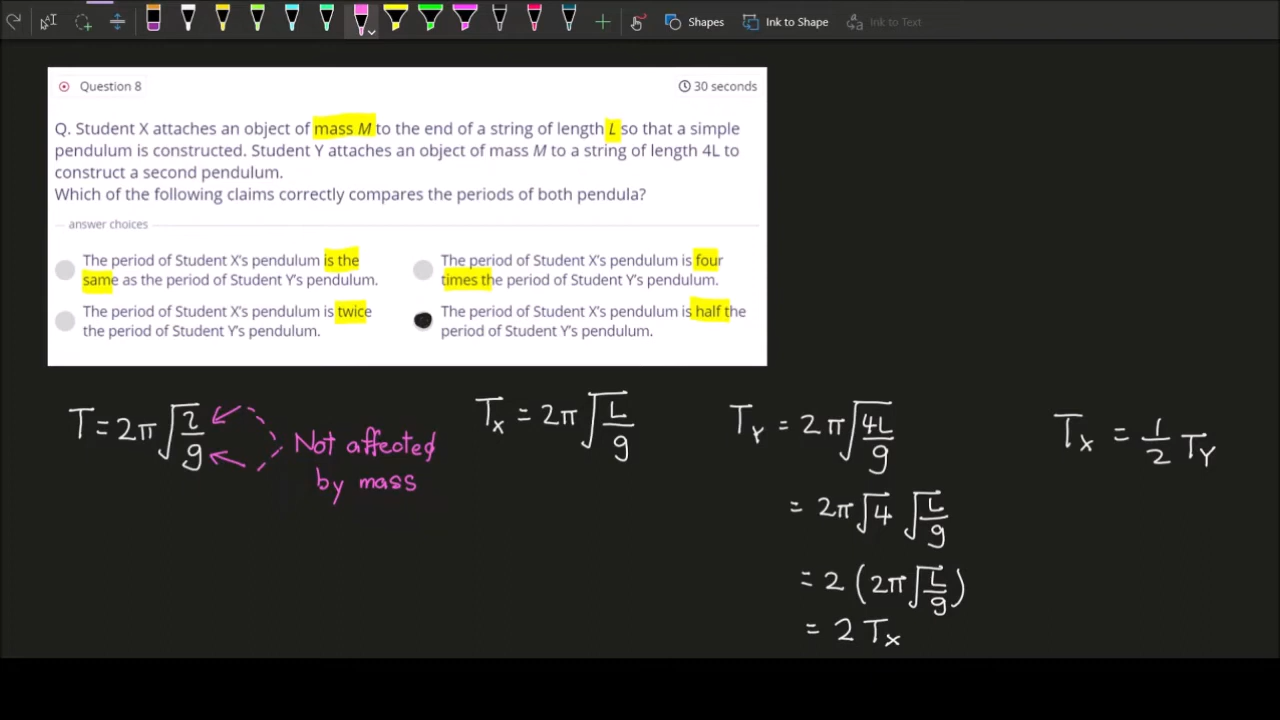 Shapes
Ink to Shape
Ink to Text
Question 8
30 seconds
Q. Student X attaches an object of mass M to the end of a string of length L so that a simple
pendulum is constructed. Student Y attaches an object of mass M to a string of length 4L to
construct a second pendulum.
Which of the following claims correctly compares the periods of both pendula?
answer choices
The period of Student X's pendulum is the
same as the period of Student Y's pendulum.
The period of Student X's pendulum is four
times the period of Student Y's pendulum.
The period of Student X's pendulum is twice
the period of Student Y's pendulum.
The period of Student X's pendulum is half the
period of Student Y's pendulum.
T = 2π√(l/g)
Not affected
by mass
Tx = 2π√(L/g)
TY = 2π√(4L/g)
= 2π√4 √(L/g)
= 2 (2π√(L/g))
= 2 Tx
Tx = 1/2 TY